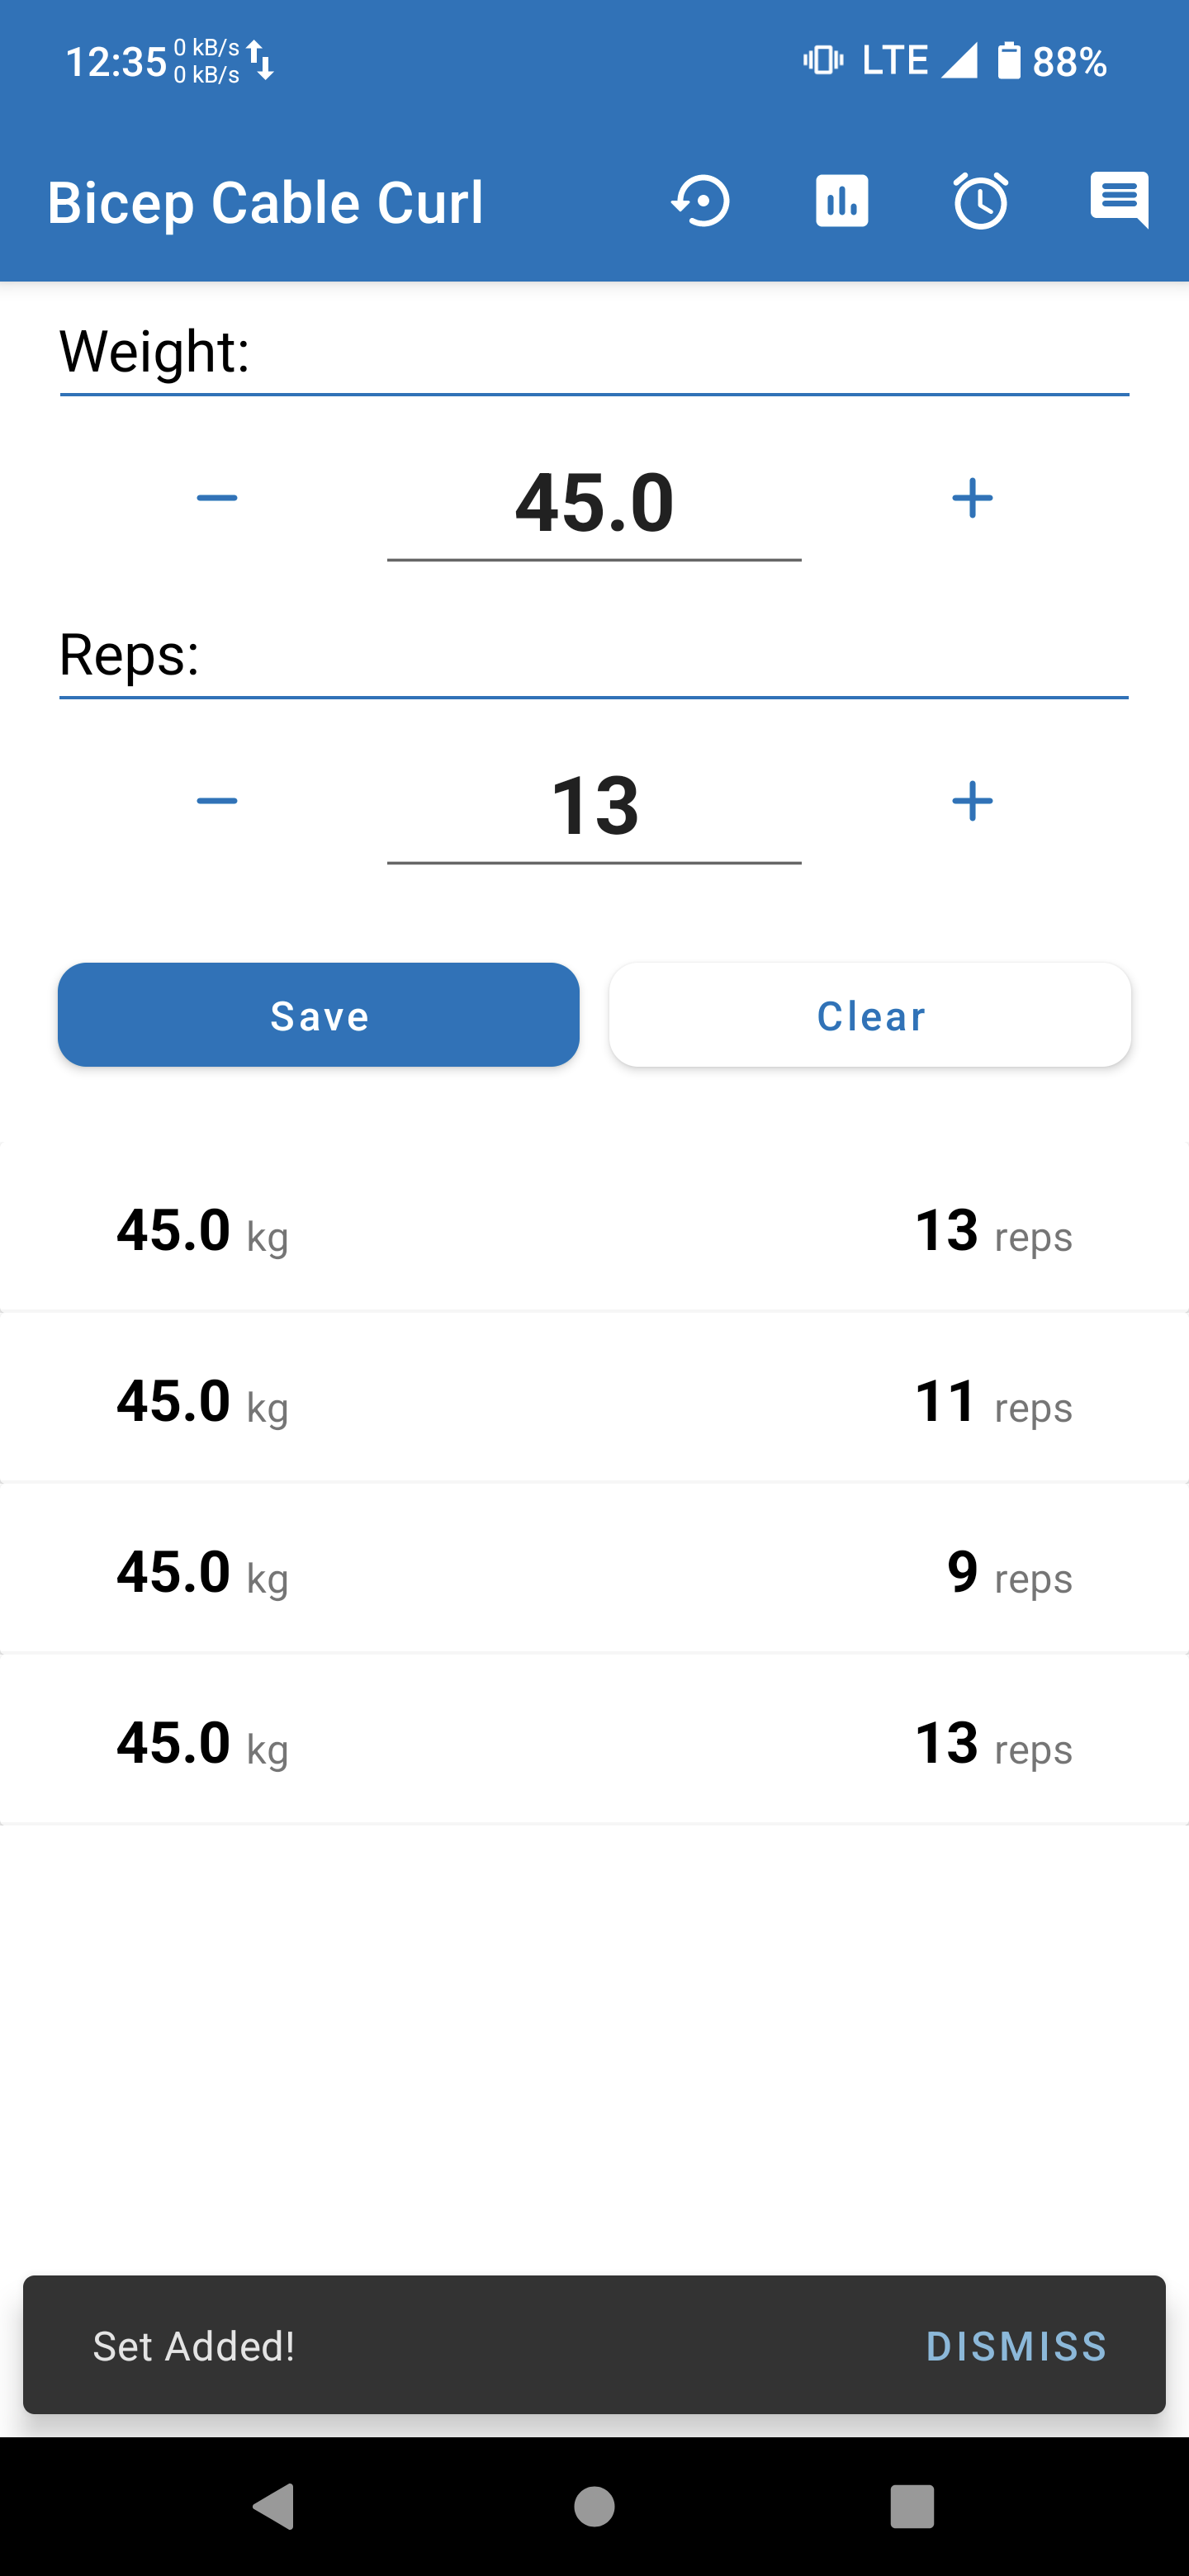 12:35 0 kB/s LTE 88%
0 kB/s
Bicep Cable Curl
Weight:
45.0
Reps:
13
Save Clear
45.0 kg 13 reps
45.0 kg 11 reps
45.0 kg 9 reps
45.0 kg 13 reps
Set Added! DISMISS